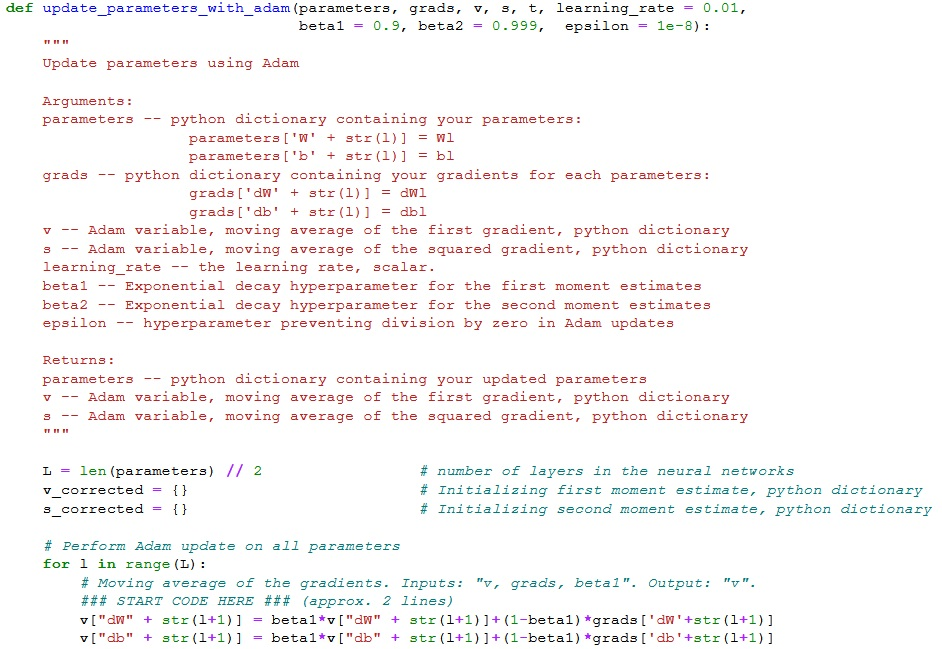 def update_parameters_with_adam(parameters, grads, v, s, t, learning_rate = 0.01,
                                beta1 = 0.9, beta2 = 0.999,  epsilon = 1e-8):
    """
    Update parameters using Adam
    
    Arguments:
    parameters -- python dictionary containing your parameters:
                    parameters['W' + str(l)] = Wl
                    parameters['b' + str(l)] = bl
    grads -- python dictionary containing your gradients for each parameters:
                    grads['dW' + str(l)] = dWl
                    grads['db' + str(l)] = dbl
    v -- Adam variable, moving average of the first gradient, python dictionary
    s -- Adam variable, moving average of the squared gradient, python dictionary
    learning_rate -- the learning rate, scalar.
    beta1 -- Exponential decay hyperparameter for the first moment estimates
    beta2 -- Exponential decay hyperparameter for the second moment estimates
    epsilon -- hyperparameter preventing division by zero in Adam updates

    Returns:
    parameters -- python dictionary containing your updated parameters
    v -- Adam variable, moving average of the first gradient, python dictionary
    s -- Adam variable, moving average of the squared gradient, python dictionary
    """
    
    L = len(parameters) // 2                 # number of layers in the neural networks
    v_corrected = {}                         # Initializing first moment estimate, python dictionary
    s_corrected = {}                         # Initializing second moment estimate, python dictionary
    
    # Perform Adam update on all parameters
    for l in range(L):
        # Moving average of the gradients. Inputs: "v, grads, beta1". Output: "v".
        ### START CODE HERE ### (approx. 2 lines)
        v["dW" + str(l+1)] = beta1*v["dW" + str(l+1)]+(1-beta1)*grads['dW'+str(l+1)]
        v["db" + str(l+1)] = beta1*v["db" + str(l+1)]+(1-beta1)*grads['db'+str(l+1)]